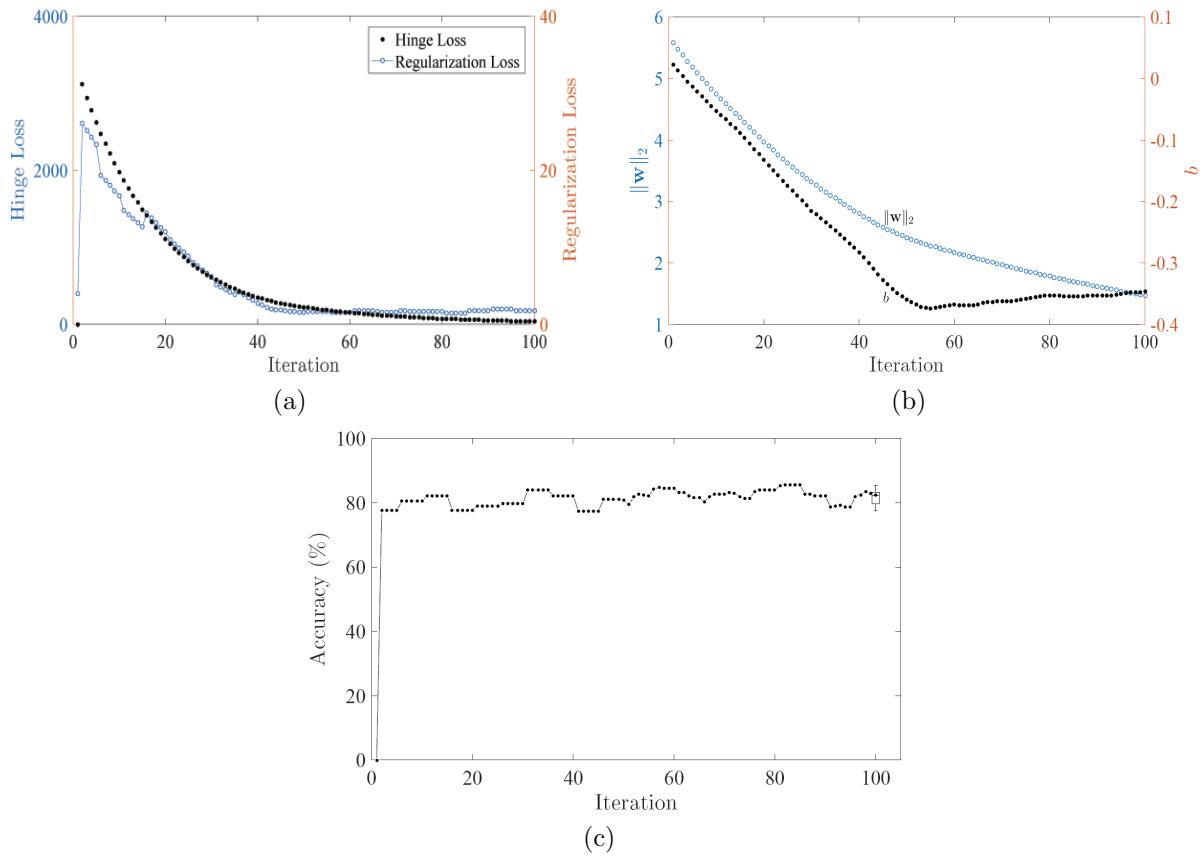 4000
2000
0
Hinge Loss
40
20
0
Regularization Loss
Hinge Loss
Regularization Loss
0 20 40 60 80 100
Iteration
(a)
6
5
4
3
2
1
‖w‖₂
0.1
0
-0.1
-0.2
-0.3
-0.4
b
‖w‖₂
b
0 20 40 60 80 100
Iteration
(b)
100
80
60
40
20
0
Accuracy (%)
0 20 40 60 80 100
Iteration
(c)